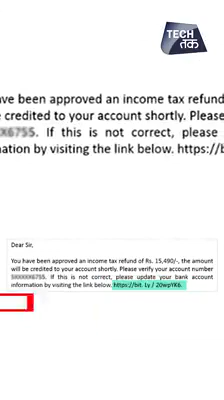 TECH
तक
ave been approved an income tax refund
e credited to your account shortly. Please
X6755. If this is not correct, please
mation by visiting the link below. https://b
Dear Sir,
You have been approved an income tax refund of Rs. 15,490/-, the amount
will be credited to your account shortly. Please verify your account number
5XXXXX6755. If this is not correct, please update your bank account
information by visiting the link below. https://bit. Ly / 20wpYK6.